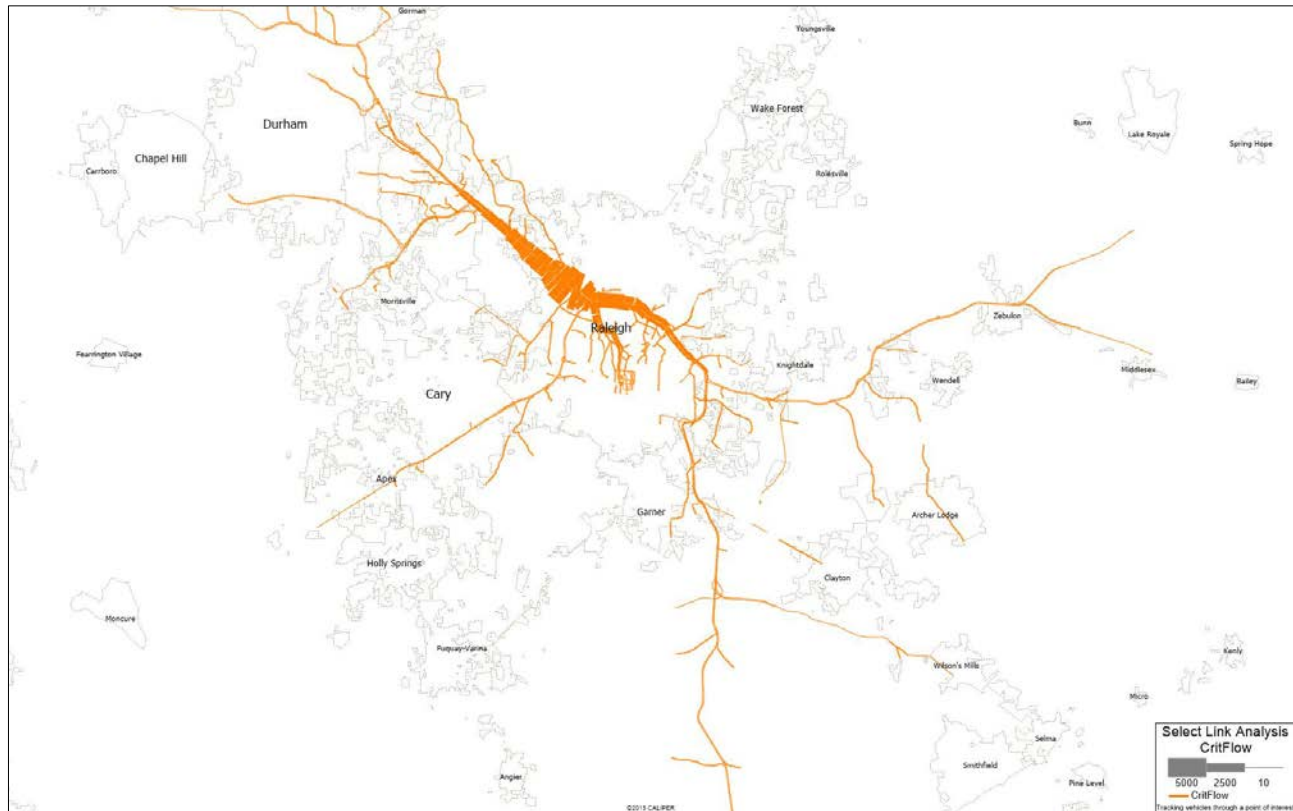 Gorman
Youngsville
Wake Forest
Durham
Bunn
Lake Royale
Spring Hope
Chapel Hill
Carrboro
Rolesville
Morrisville
Zebulon
Raleigh
Fearrington Village
Knightdale
Wendell
Middlesex
Bailey
Cary
Apex
Garner
Archer Lodge
Holly Springs
Clayton
Moncure
Fuquay-Varina
Wilson's Mills
Kenly
Micro
Selma
Smithfield
Pine Level
Angier
Select Link Analysis
CritFlow
5000 2500 10
CritFlow
Tracking vehicles through a point of interest
©2015 CALIPER